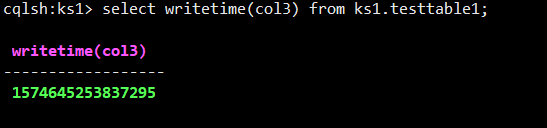 cqlsh:ks1> select writetime(col3) from ks1.testtable1;
writetime(col3)
------------------
1574645253837295